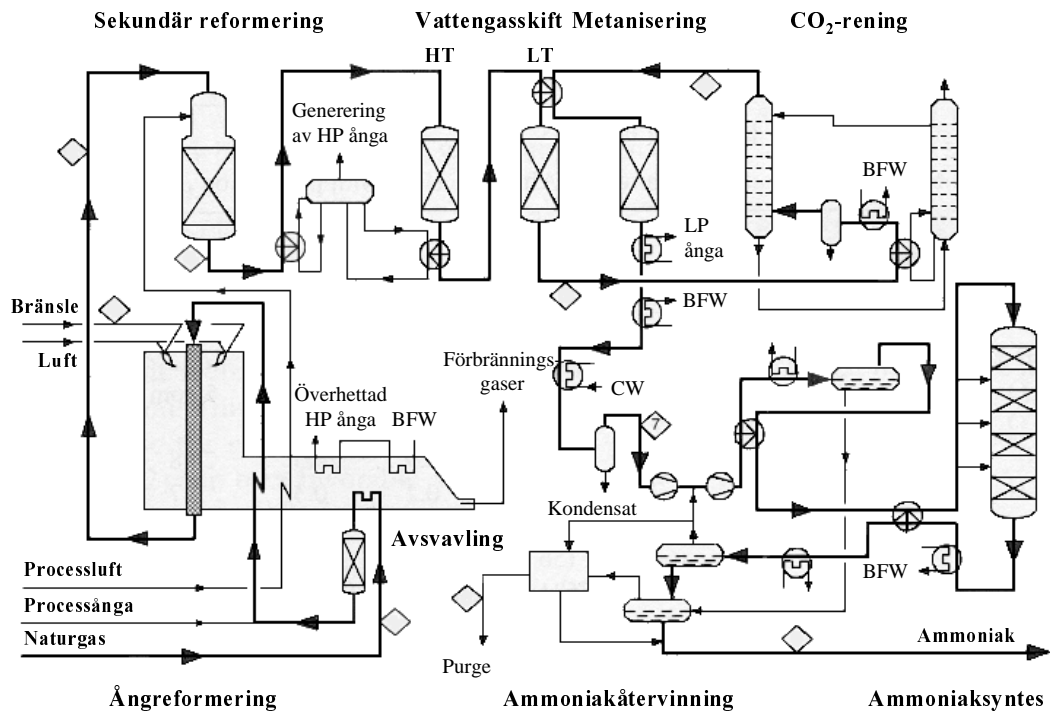 Sekundär reformering
Vattengasskift Metanisering
CO₂-rening
HT
LT
Generering
av HP ånga
BFW
LP
ånga
BFW
Bränsle
Luft
Förbrännings
gaser
CW
Överhettad
HP ånga
BFW
7
Kondensat
Avsvavling
BFW
Processluft
Processånga
Naturgas
Ammoniak
Purge
Ångreformering
Ammoniakåtervinning
Ammoniaksyntes